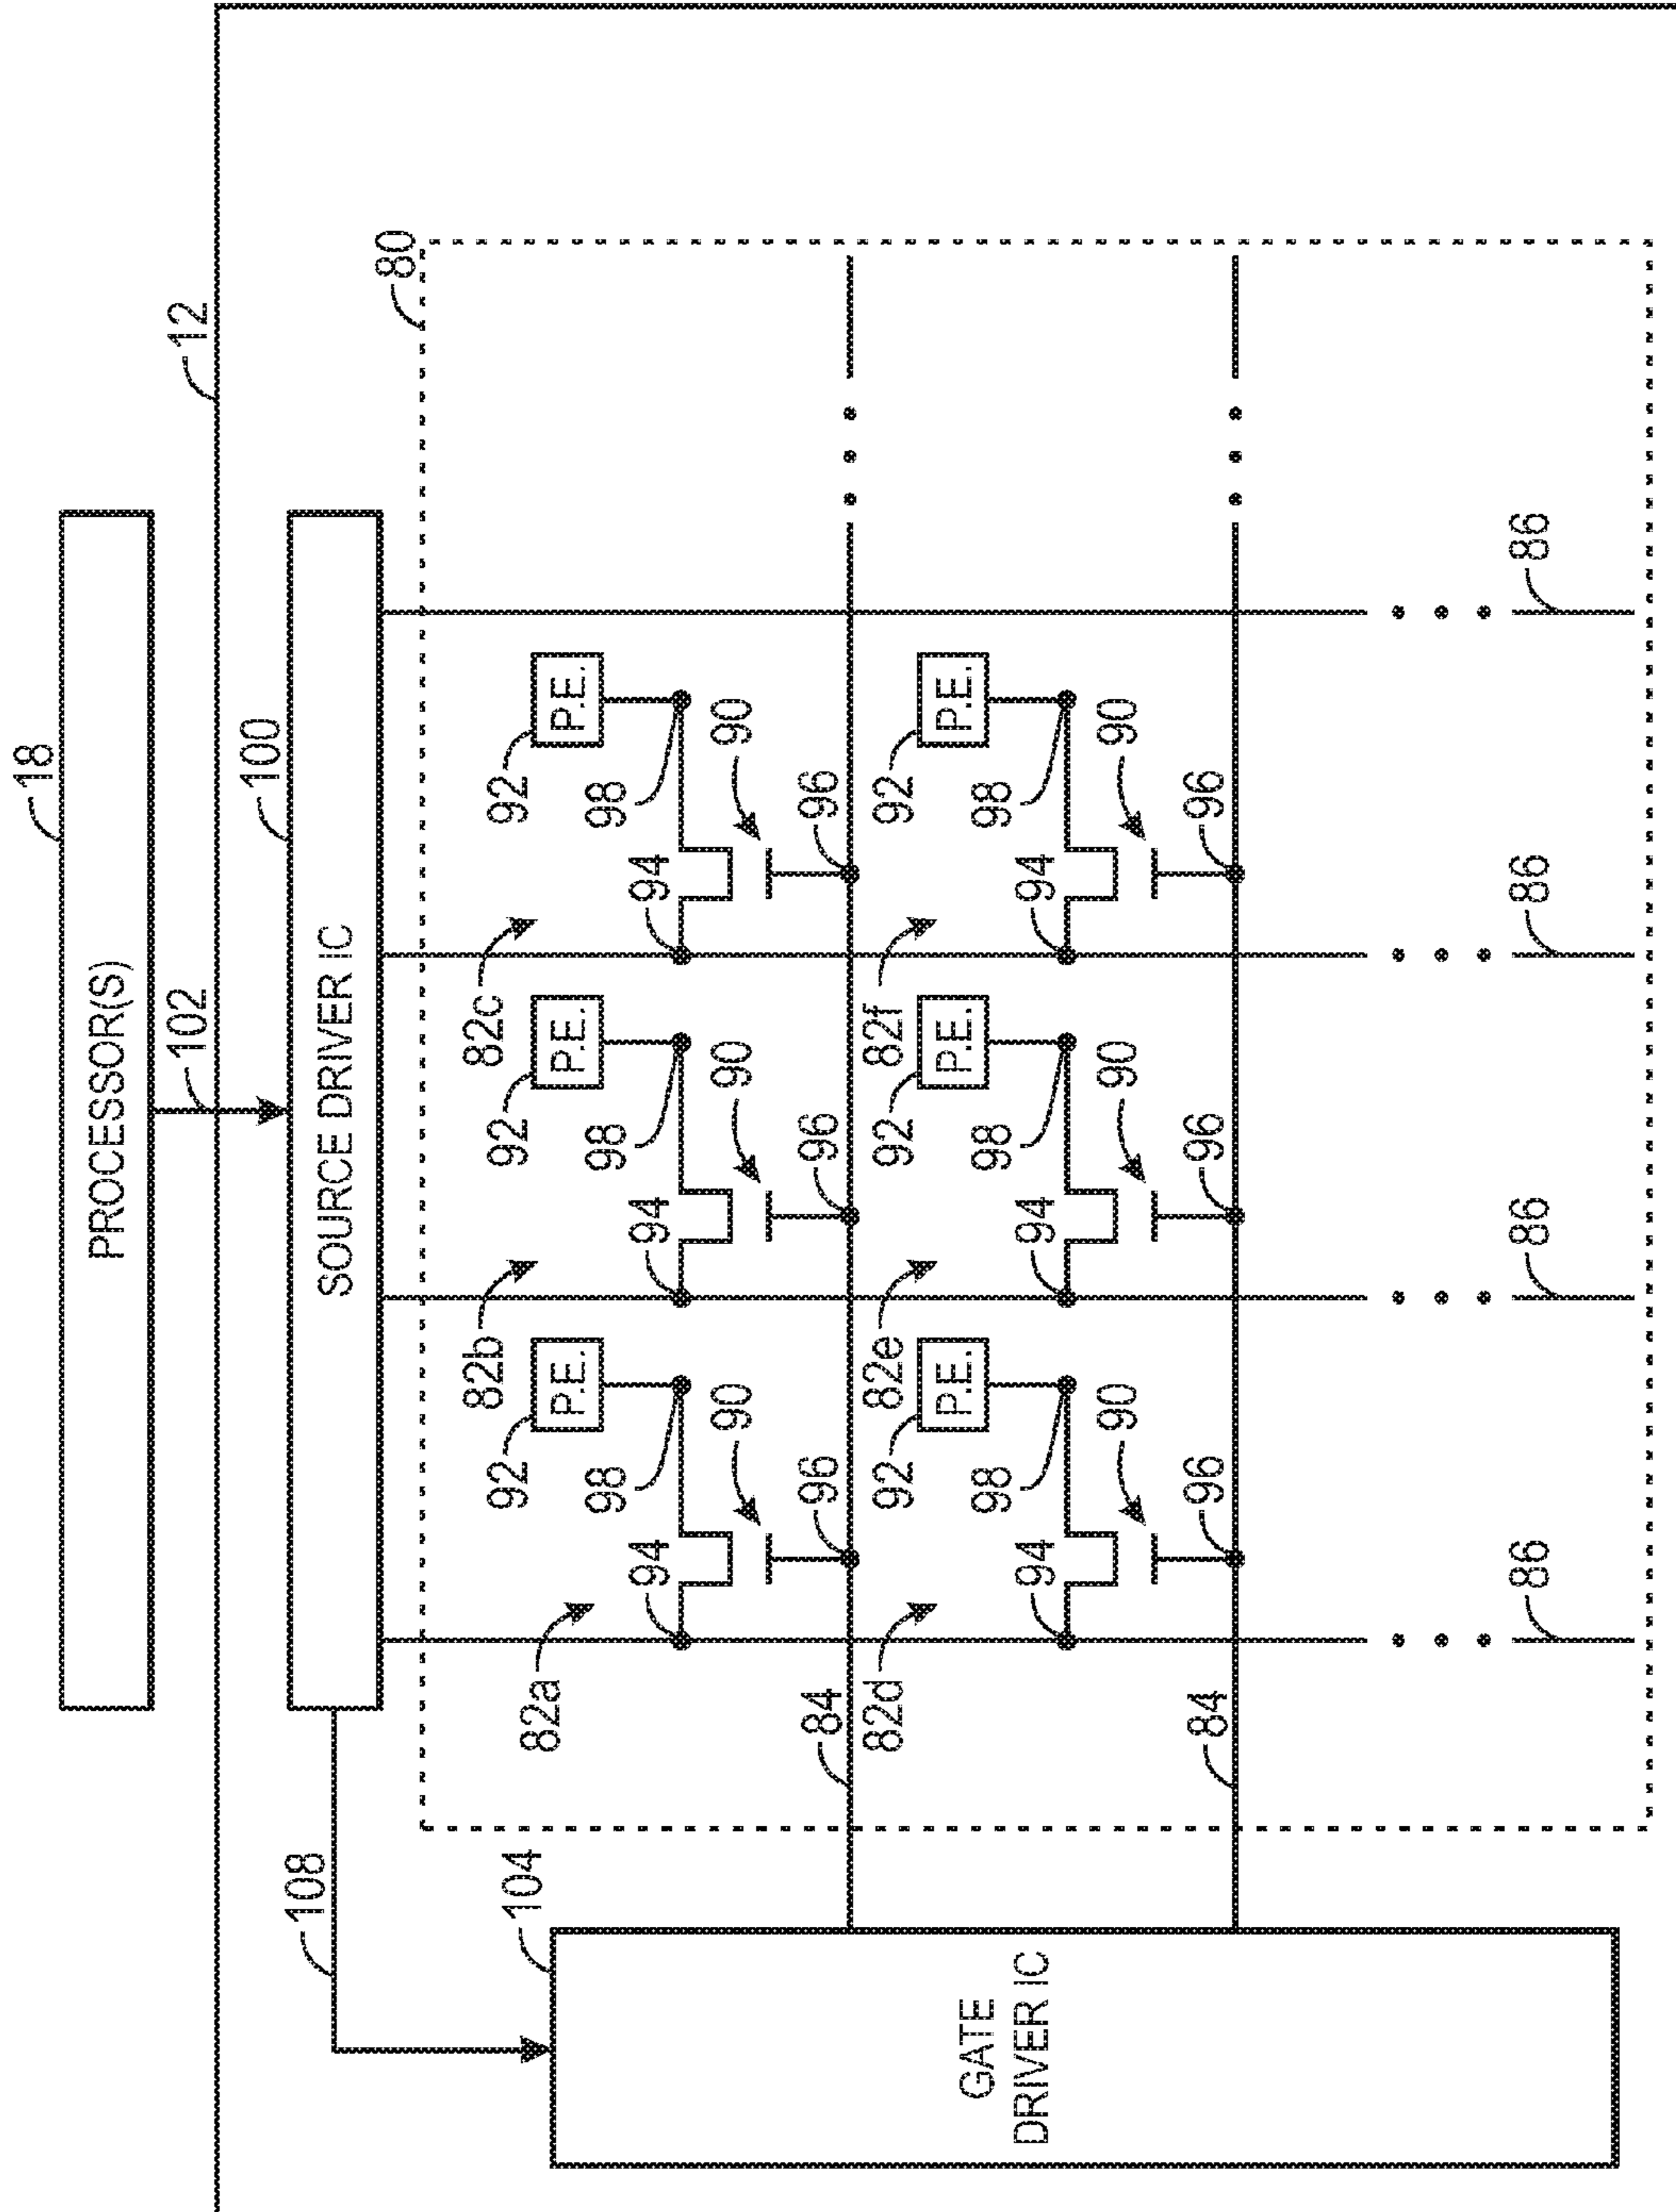 18
PROCESSOR(S)
102
12
100
SOURCE DRIVER IC
108
80
104
GATE
DRIVER IC
82a
92
P.E.
82b
92
P.E.
82c
92
P.E.
94
98
94
98
94
98
90
90
90
84
96
96
96
82d
92
P.E.
82e
92
P.E.
82f
92
P.E.
94
98
94
98
94
98
90
90
90
84
96
96
96
86
86
86
86